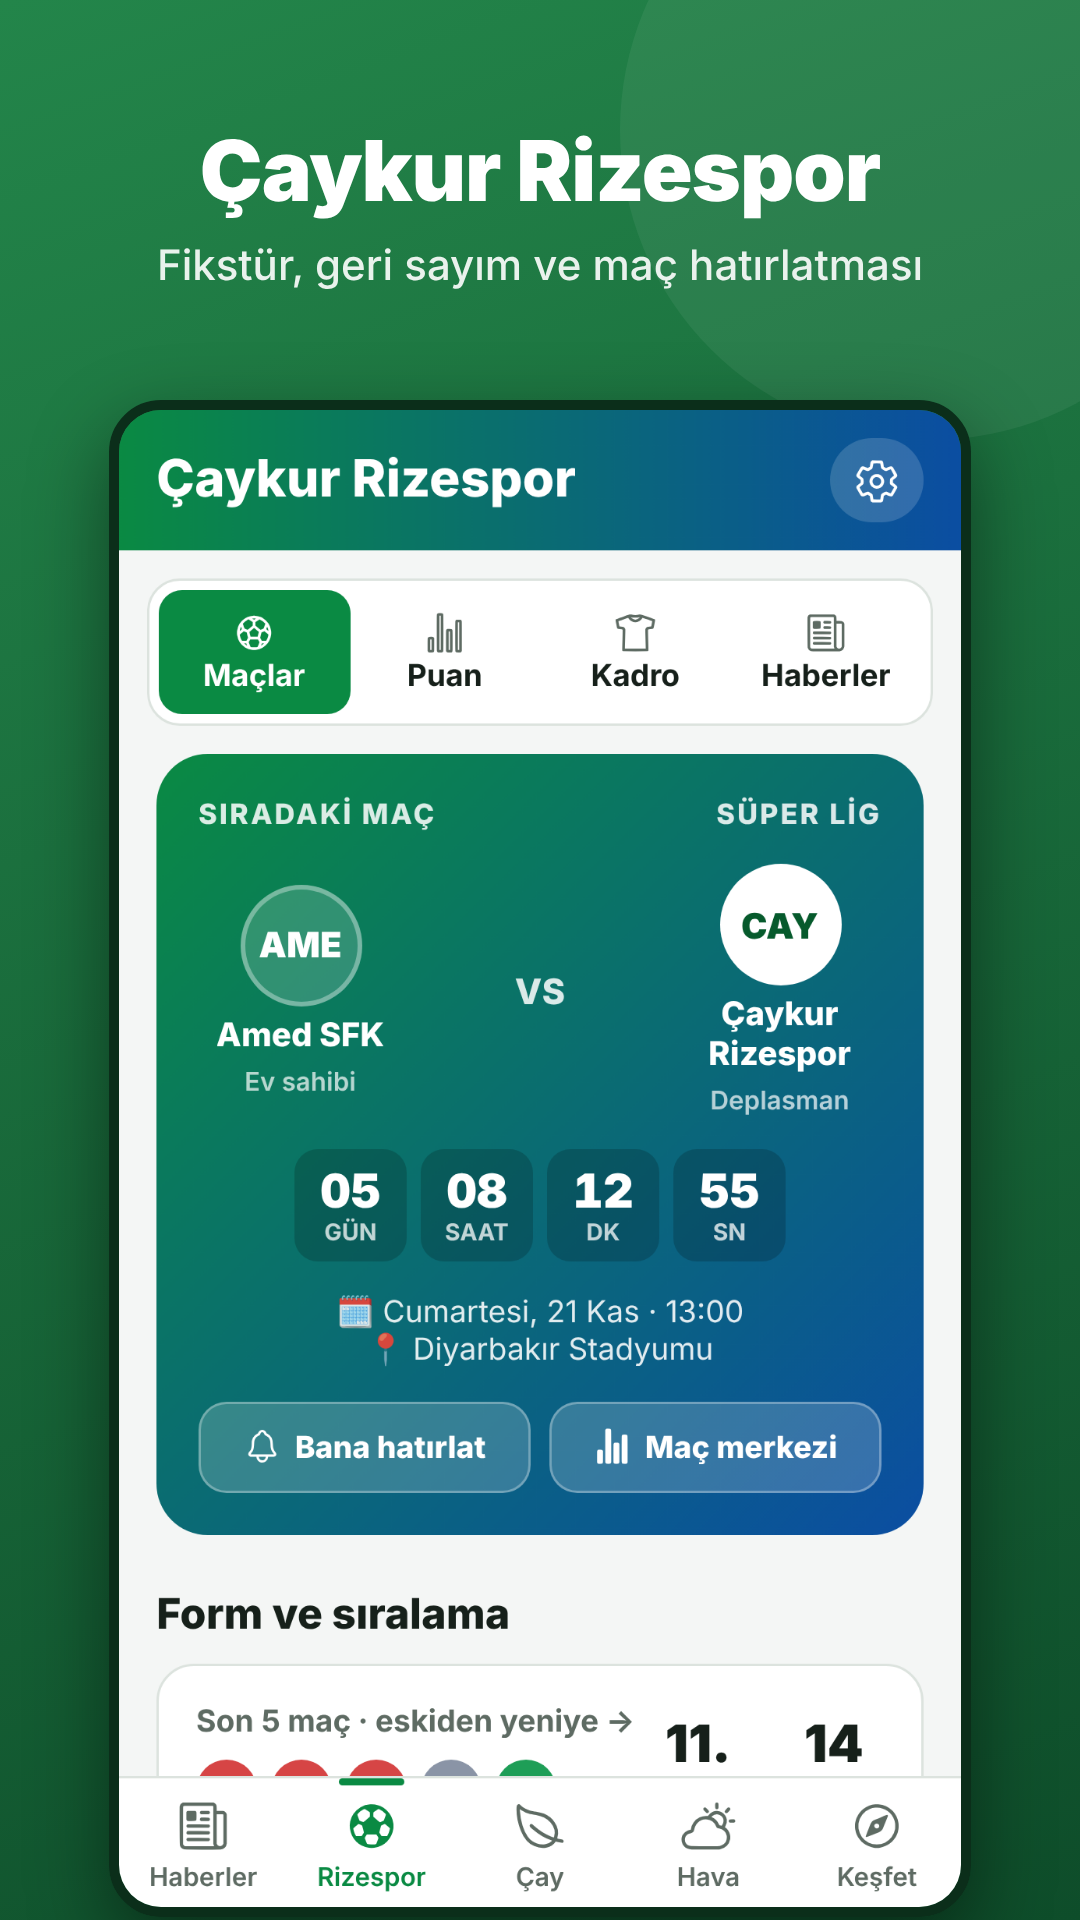 Çaykur Rizespor
Fikstür, geri sayım ve maç hatırlatması
Çaykur Rizespor
Maçlar
Puan
Kadro
Haberler
SIRADAKİ MAÇ
SÜPER LİG
AME
Amed SFK
Ev sahibi
VS
CAY
Çaykur
Rizespor
Deplasman
05
GÜN
08
SAAT
12
DK
55
SN
Cumartesi, 21 Kas · 13:00
Diyarbakır Stadyumu
Bana hatırlat
Maç merkezi
Form ve sıralama
Son 5 maç · eskiden yeniye →
11.
14
Haberler
Rizespor
Çay
Hava
Keşfet